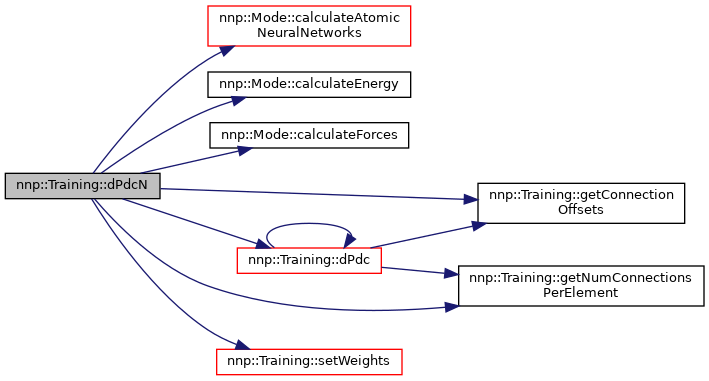 nnp::Mode::calculateAtomic
NeuralNetworks
nnp::Mode::calculateEnergy
nnp::Mode::calculateForces
nnp::Training::dPdcN
nnp::Training::getConnection
Offsets
nnp::Training::dPdc
nnp::Training::getNumConnections
PerElement
nnp::Training::setWeights